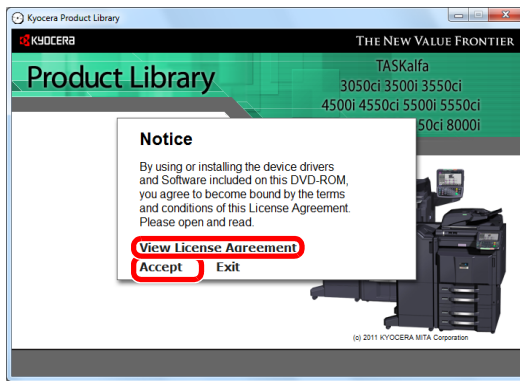 Kyocera Product Library
KYOCERA
THE NEW VALUE FRONTIER
Product Library
TASKalfa
3050ci 3500i 3550ci
4500i 4550ci 5500i 5550ci
50ci 8000i
Notice
By using or installing the device drivers
and Software included on this DVD-ROM,
you agree to become bound by the terms
and conditions of this License Agreement.
Please open and read.
View License Agreement
Accept Exit
(c) 2011 KYOCERA MITA Corporation